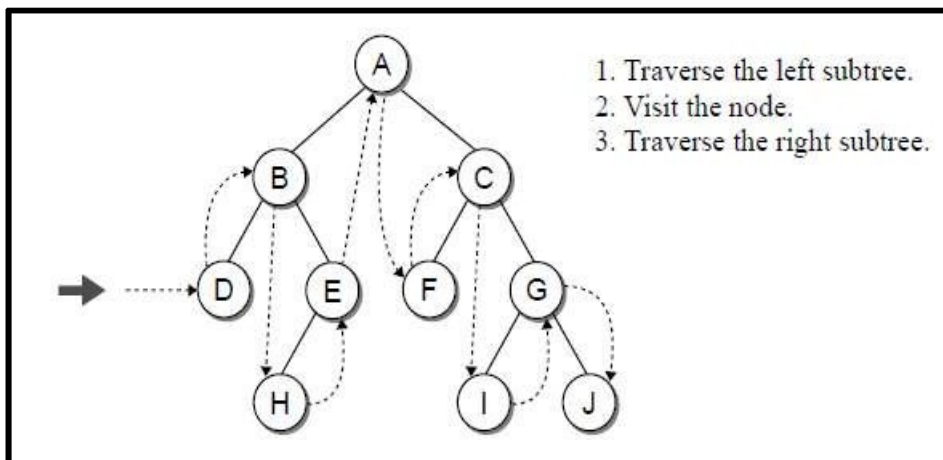 A
1. Traverse the left subtree.
2. Visit the node.
3. Traverse the right subtree.
B
C
D
E
F
G
H
I
J